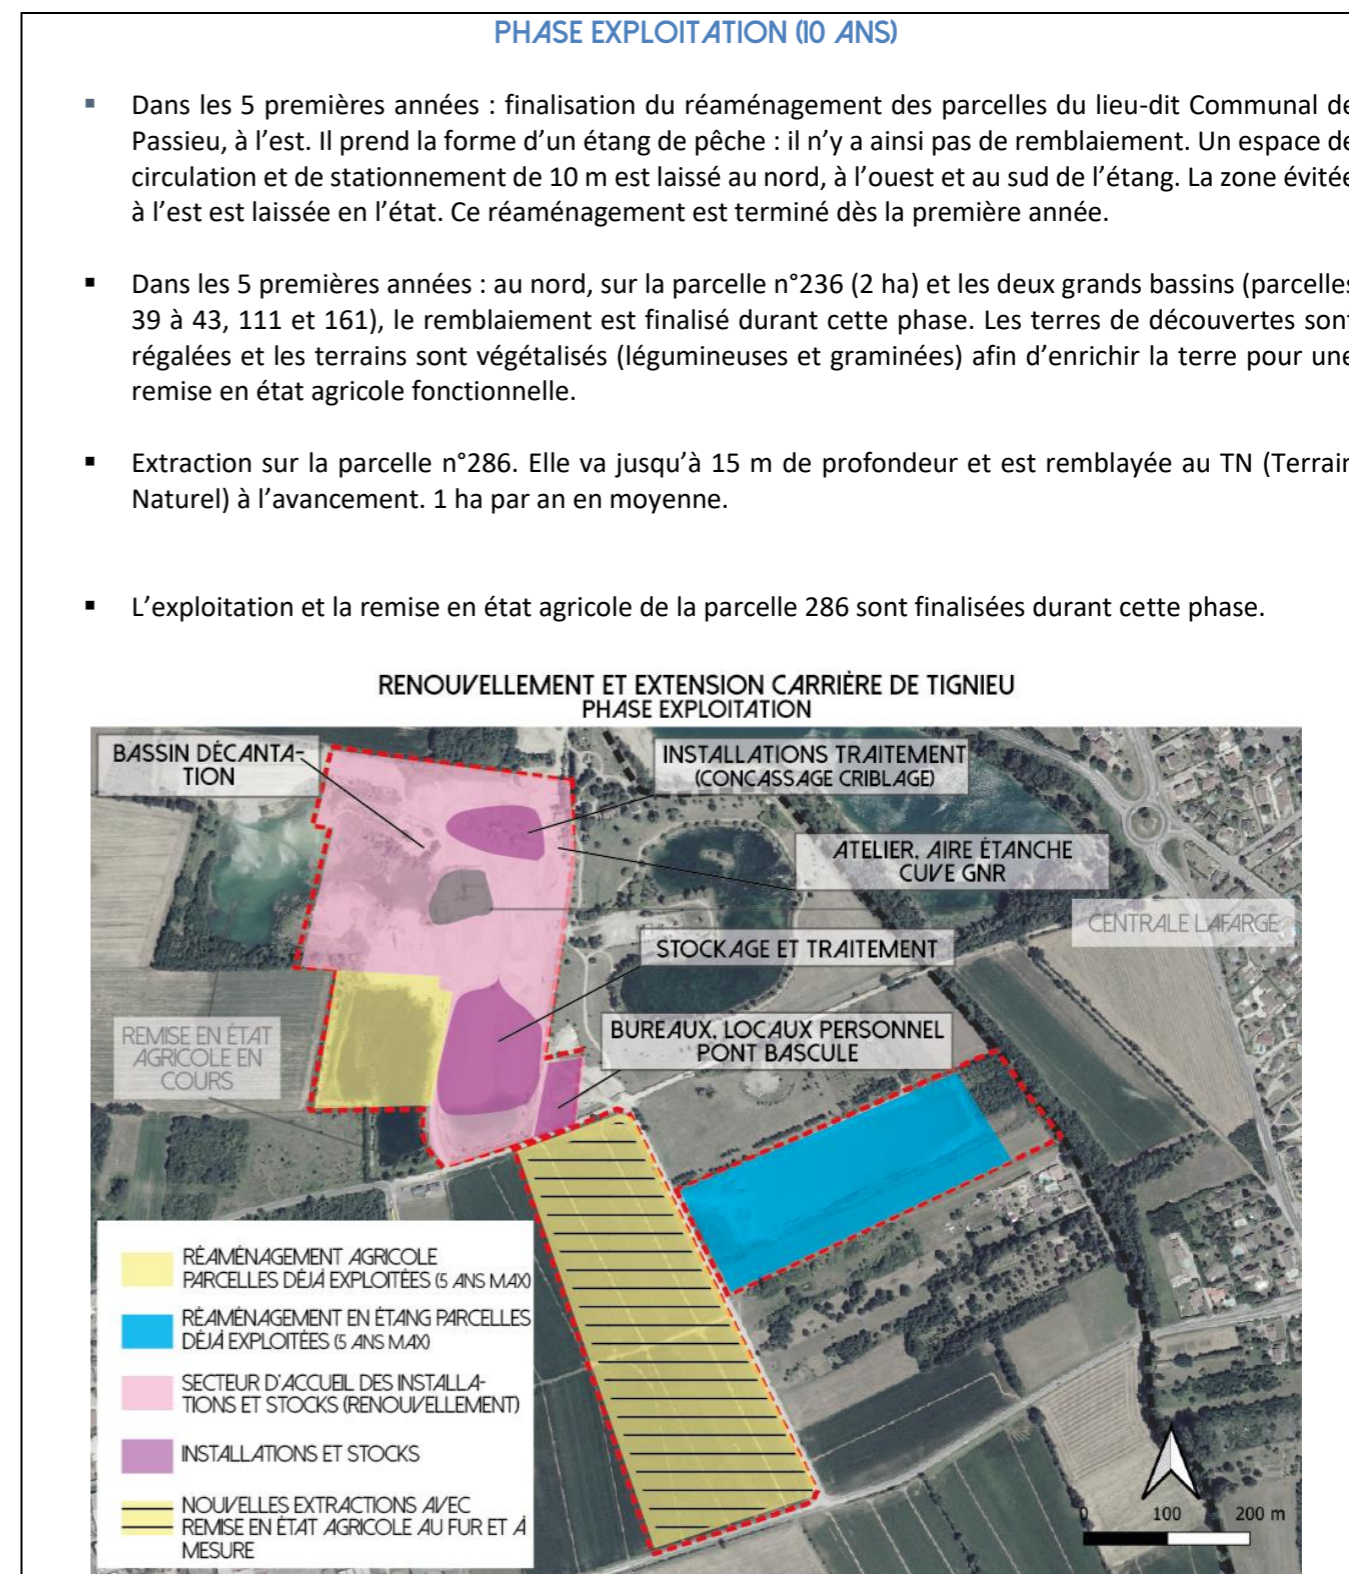 PHASE EXPLOITATION (10 ANS)
▪ Dans les 5 premières années : finalisation du réaménagement des parcelles du lieu-dit Communal de
Passieu, à l’est. Il prend la forme d’un étang de pêche : il n’y a ainsi pas de remblaiement. Un espace de
circulation et de stationnement de 10 m est laissé au nord, à l’ouest et au sud de l’étang. La zone évitée
à l’est est laissée en l’état. Ce réaménagement est terminé dès la première année.
▪ Dans les 5 premières années : au nord, sur la parcelle n°236 (2 ha) et les deux grands bassins (parcelles
39 à 43, 111 et 161), le remblaiement est finalisé durant cette phase. Les terres de découvertes sont
régalées et les terrains sont végétalisés (légumineuses et graminées) afin d’enrichir la terre pour une
remise en état agricole fonctionnelle.
▪ Extraction sur la parcelle n°286. Elle va jusqu’à 15 m de profondeur et est remblayée au TN (Terrain
Naturel) à l’avancement. 1 ha par an en moyenne.
▪ L’exploitation et la remise en état agricole de la parcelle 286 sont finalisées durant cette phase.
RENOUVELLEMENT ET EXTENSION CARRIÈRE DE TIGNIEU
PHASE EXPLOITATION
BASSIN DÉCANTA-
TION
INSTALLATIONS TRAITEMENT
(CONCASSAGE CRIBLAGE)
ATELIER, AIRE ÉTANCHE
CUVE GNR
CENTRALE LAFARGE
STOCKAGE ET TRAITEMENT
REMISE EN ÉTAT
AGRICOLE EN
COURS
BUREAUX, LOCAUX PERSONNEL
PONT BASCULE
RÉAMÉNAGEMENT AGRICOLE
PARCELLES DÉJÀ EXPLOITÉES (5 ANS MAX)
RÉAMÉNAGEMENT EN ÉTANG PARCELLES
DÉJÀ EXPLOITÉES (5 ANS MAX)
SECTEUR D'ACCUEIL DES INSTALLA-
TIONS ET STOCKS (RENOUVELLEMENT)
INSTALLATIONS ET STOCKS
NOUVELLES EXTRACTIONS AVEC
REMISE EN ÉTAT AGRICOLE AU FUR ET À
MESURE
0 100 200 m